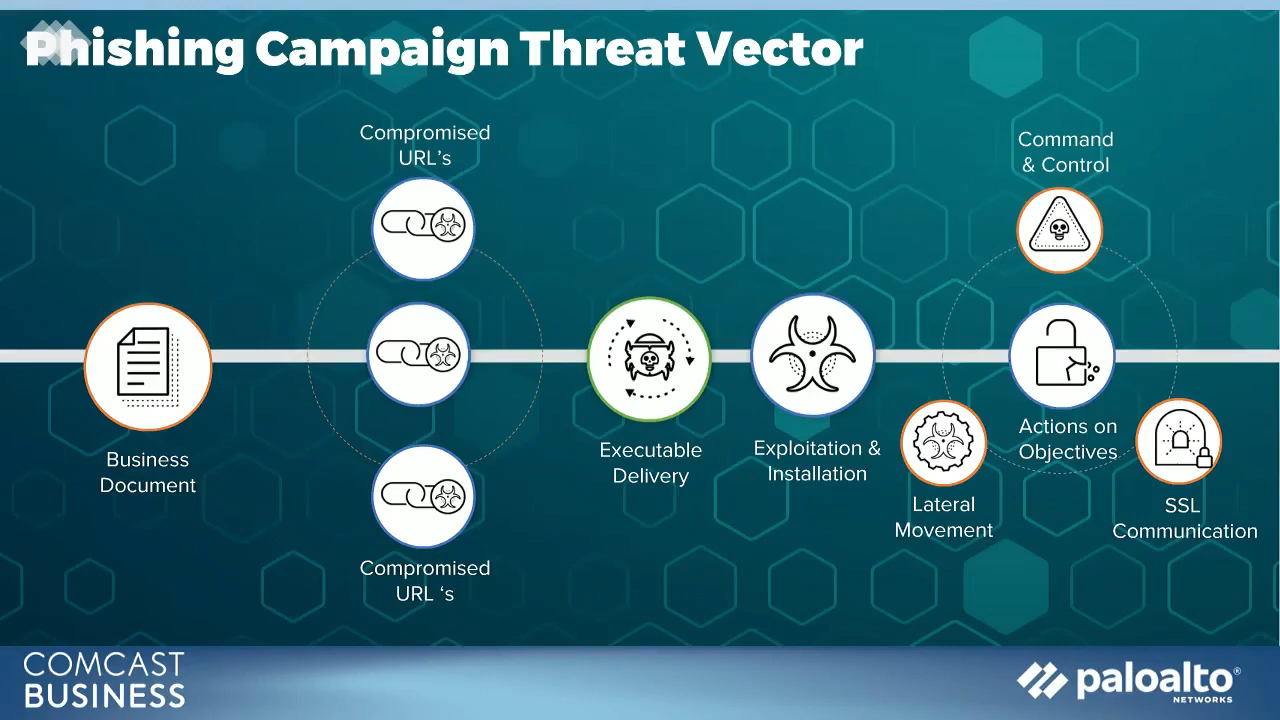 Phishing Campaign Threat Vector
Compromised
URL's
Command
& Control
Business
Document
Executable
Delivery
Exploitation &
Installation
Actions on
Objectives
Lateral
Movement
SSL
Communication
Compromised
URL ‘s
COMCAST
BUSINESS
paloalto®
NETWORKS